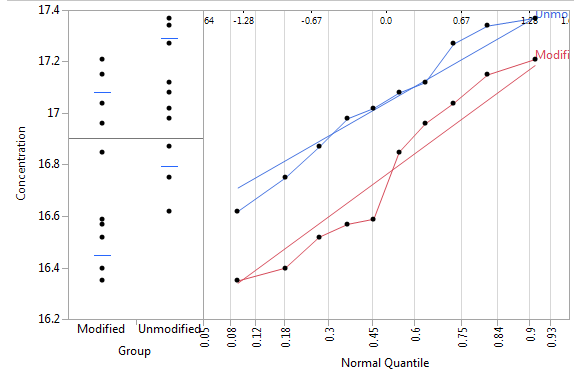 17.4
17.2
17
16.8
16.6
16.4
16.2
Concentration
64 -1.28 -0.67 0.0 0.67 1.28 1.
Unmo
Modifi
Modified Unmodified
Group
0.05 0.08 0.12 0.18 0.3 0.45 0.6 0.75 0.84 0.9 0.93
Normal Quantile